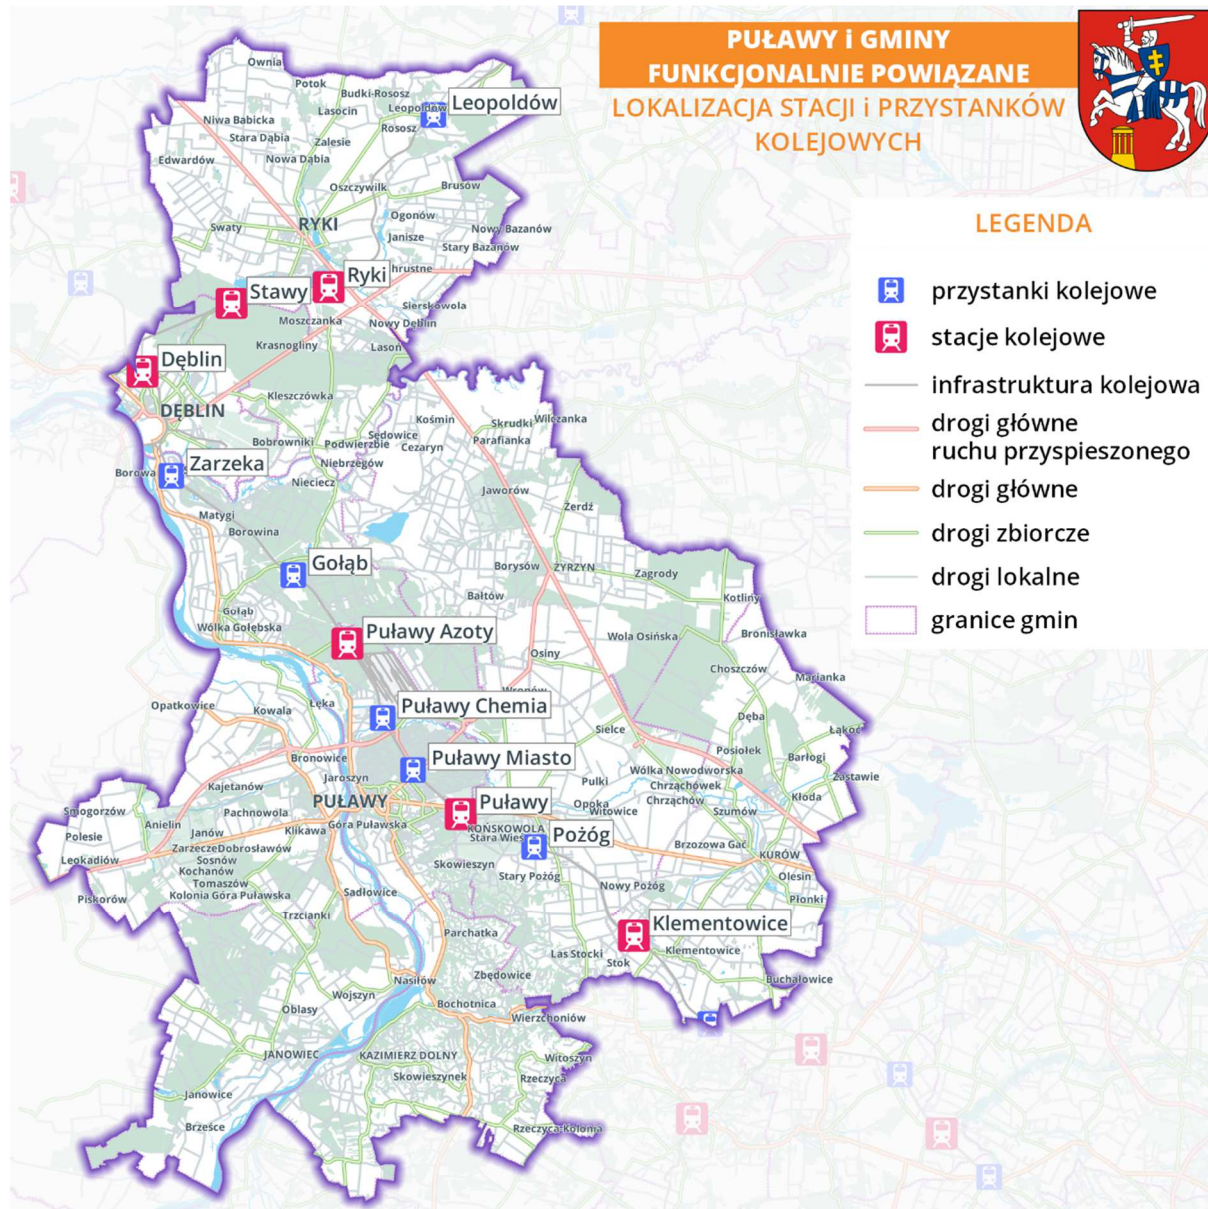 PUŁAWY i GMINY
FUNKCJONALNIE POWIĄZANE
LOKALIZACJA STACJI i PRZYSTANKÓW
KOLEJOWYCH
LEGENDA
przystanki kolejowe
stacje kolejowe
infrastruktura kolejowa
drogi główne
ruchu przyspieszonego
drogi główne
drogi zbiorcze
drogi lokalne
granice gmin
Ownia
Potok
Budki-Rososz
Leopoldów
Leopoldów
Lasocin
Niwa Babicka
Rososz
Stara Dąbia
Zalesie
Edwardów
Nowa Dąbia
Oszczywilk
Brusów
Ogonów
Swaty
RYKI
Nowy Bazanów
Janisze
Stary Bazanów
hrustne
Ryki
Stawy
Sierskowola
Moszczanka
Nowy Dęblin
Krasnogliny
Lasoń
Dęblin
DĘBLIN
Kleszczówka
Kośmin
Skrudki
Wilczanka
Sędowice
Parafianka
Bobrowniki
Podwierzbie
Cezaryn
Zarzeka
Niebrzegów
Borowa
Nieciecz
Jaworów
Żerdź
Matygi
Borowina
Gołąb
Borysów
ŻYRZYN
Zagrody
Bałtów
Kotliny
Gołąb
Wólka Gołębska
Puławy Azoty
Wola Osińska
Bronisławka
Osiny
Choszczów
Marianka
Wronów
Opatkowice
Kowala
Łęka
Puławy Chemia
Dęba
Sielce
Łąkoć
Posiołek
Barłogi
Bronowice
Puławy Miasto
Wólka Nowodworska
Zastawie
Jaroszyn
Pulki
Chrząchówek
Kajetanów
Chrząchów
Kłoda
PUŁAWY
Puławy
Opoka
Witowice
Szumów
Smogorzów
Pachnowola
Anielin
Góra Puławska
KOŃSKOWOLA
Klikawa
Stara Wieś
Pożóg
Polesie
Janów
Brzozowa Gać
Zarzecze
Dobrosławów
KURÓW
Leokadiów
Sosnów
Skowieszyn
Kochanów
Stary Pożóg
Olesin
Tomaszów
Nowy Pożóg
Piskorów
Kolonia Góra Puławska
Sadłowice
Płonki
Trzcianki
Klementowice
Parchatka
Las Stocki
Klementowice
Stok
Zbędowice
Nasiłów
Buchałowice
Wojszyn
Bochotnica
Oblasy
Wierzchoniów
JANOWIEC
KAZIMIERZ DOLNY
Witoszyn
Skowieszynek
Rzeczyca
Janowice
Brześce
Rzeczyca-Kolonia